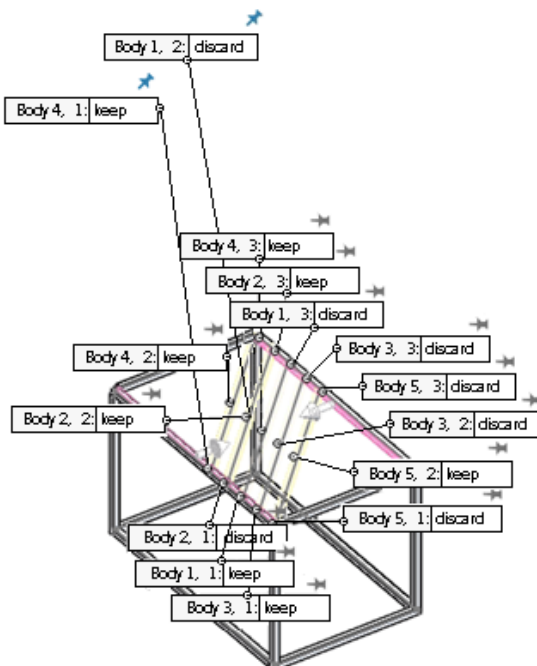 Body 1, 2: discard
Body 4, 1: keep
Body 4, 3: keep
Body 2, 3: keep
Body 1, 3: discard
Body 3, 3: discard
Body 4, 2: keep
Body 5, 3: discard
Body 2, 2: keep
Body 3, 2: discard
Body 5, 2: keep
Body 5, 1: discard
Body 2, 1: discard
Body 1, 1: keep
Body 3, 1: keep